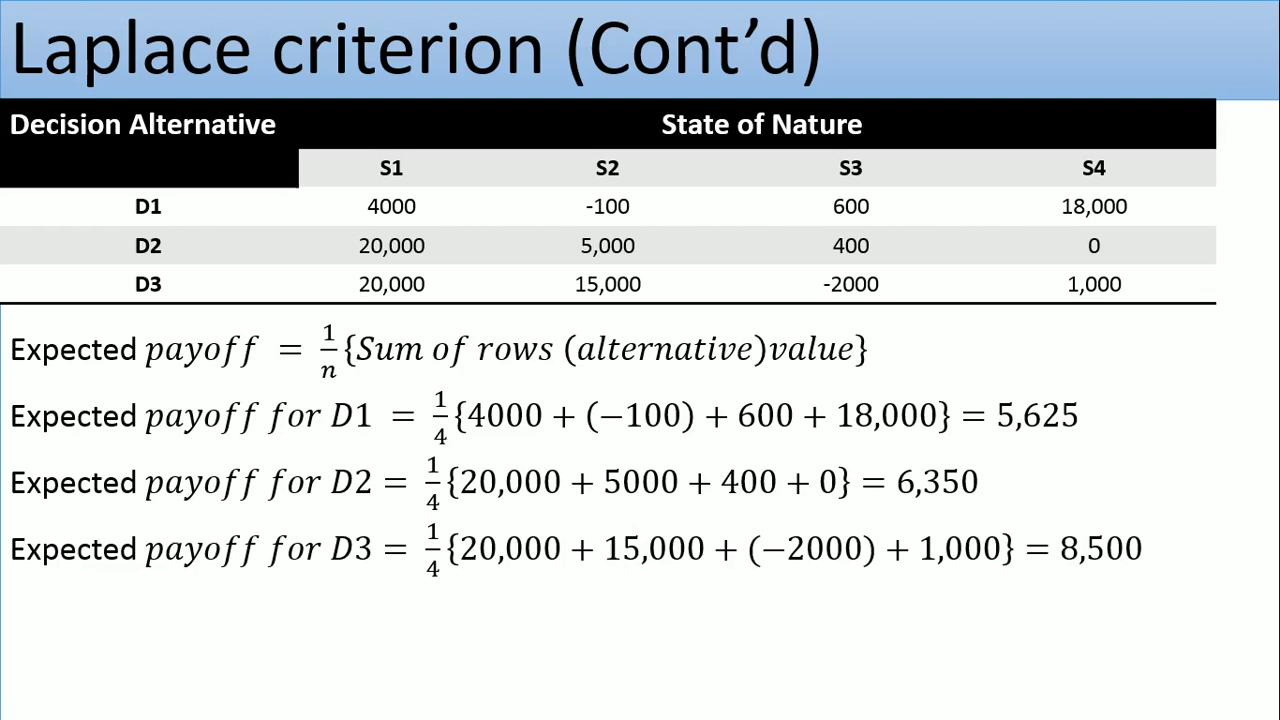 Laplace criterion (Cont’d)
Decision Alternative State of Nature
S1 S2 S3 S4
D1 4000 -100 600 18,000
D2 20,000 5,000 400 0
D3 20,000 15,000 -2000 1,000
Expected payoff = 1/n {Sum of rows (alternative)value}
Expected payoff for D1 = 1/4 {4000 + (−100) + 600 + 18,000} = 5,625
Expected payoff for D2 = 1/4 {20,000 + 5000 + 400 + 0} = 6,350
Expected payoff for D3 = 1/4 {20,000 + 15,000 + (−2000) + 1,000} = 8,500